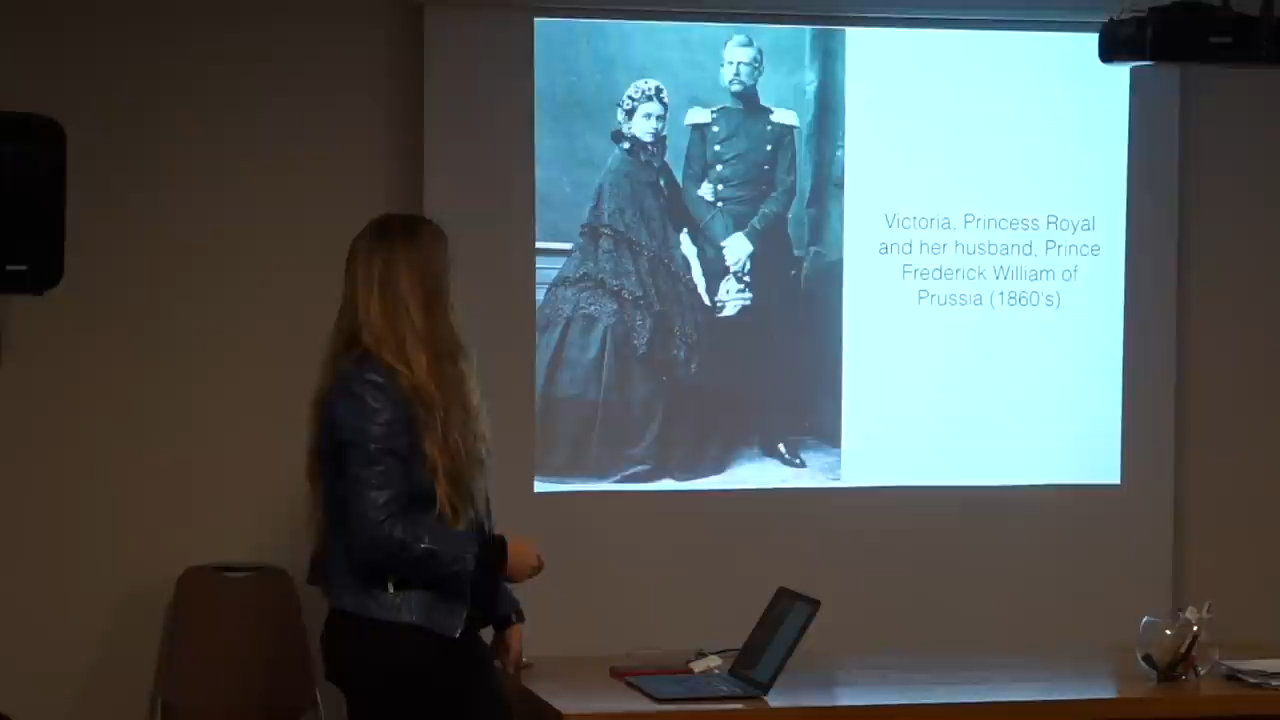 Victoria, Princess Royal
and her husband, Prince
Frederick William of
Prussia (1860's)